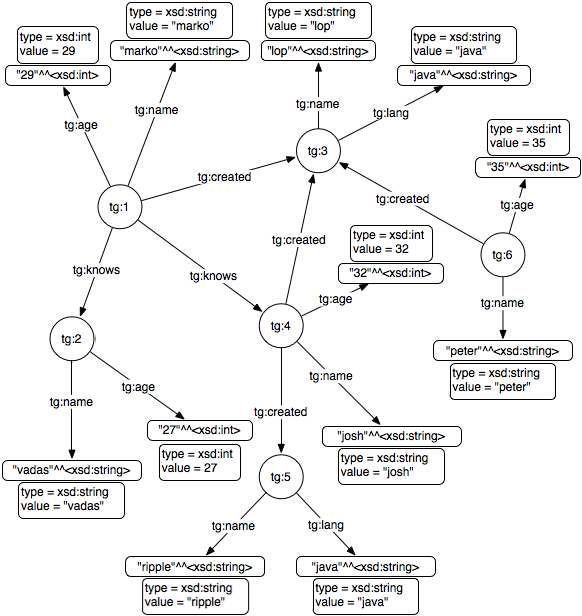 type = xsd:int
value = 29
"29"^^<xsd:int>
type = xsd:string
value = "marko"
"marko"^^<xsd:string>
type = xsd:string
value = "lop"
"lop"^^<xsd:string>
type = xsd:string
value = "java"
"java"^^<xsd:string>
tg:age
tg:name
tg:name
tg:lang
type = xsd:int
value = 35
"35"^^<xsd:int>
tg:3
tg:created
tg:created
tg:age
tg:1
tg:created
type = xsd:int
value = 32
"32"^^<xsd:int>
tg:6
tg:knows
tg:knows
tg:age
tg:name
tg:2
tg:4
"peter"^^<xsd:string>
type = xsd:string
value = "peter"
tg:name
tg:age
tg:name
tg:created
"27"^^<xsd:int>
type = xsd:int
value = 27
"josh"^^<xsd:string>
type = xsd:string
value = "josh"
"vadas"^^<xsd:string>
type = xsd:string
value = "vadas"
tg:5
tg:name
tg:lang
"ripple"^^<xsd:string>
type = xsd:string
value = "ripple"
"java"^^<xsd:string>
type = xsd:string
value = "java"